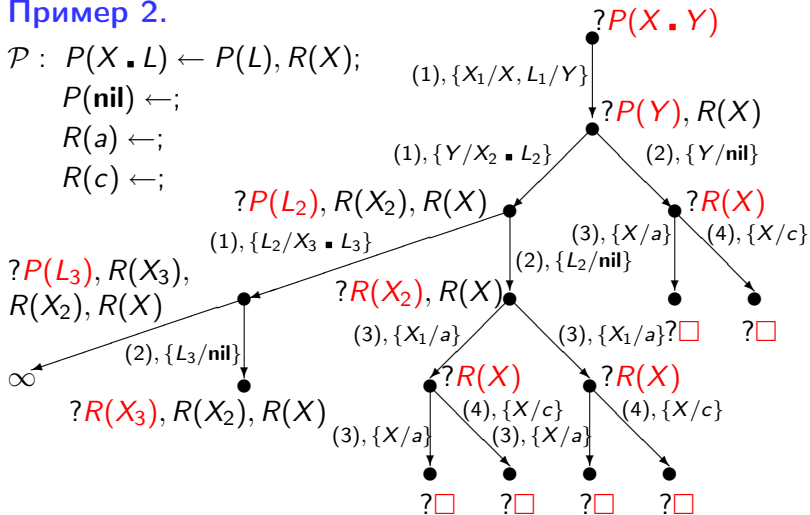 Пример 2.
𝒫 : P(X ▪ L) ← P(L), R(X);
P(nil) ←;
R(a) ←;
R(c) ←;
?P(X ▪ Y)
(1), {X₁/X, L₁/Y}
?P(Y), R(X)
(1), {Y/X₂ ▪ L₂}
(2), {Y/nil}
?P(L₂), R(X₂), R(X)
?R(X)
(1), {L₂/X₃ ▪ L₃}
(2), {L₂/nil}
(3), {X/a}
(4), {X/c}
?P(L₃), R(X₃),
R(X₂), R(X)
?R(X₂), R(X)
?□
?□
(2), {L₃/nil}
(3), {X₁/a}
(3), {X₁/a}
∞
?R(X₃), R(X₂), R(X)
?R(X)
?R(X)
(3), {X/a}
(4), {X/c}
(3), {X/a}
(4), {X/c}
?□
?□
?□
?□